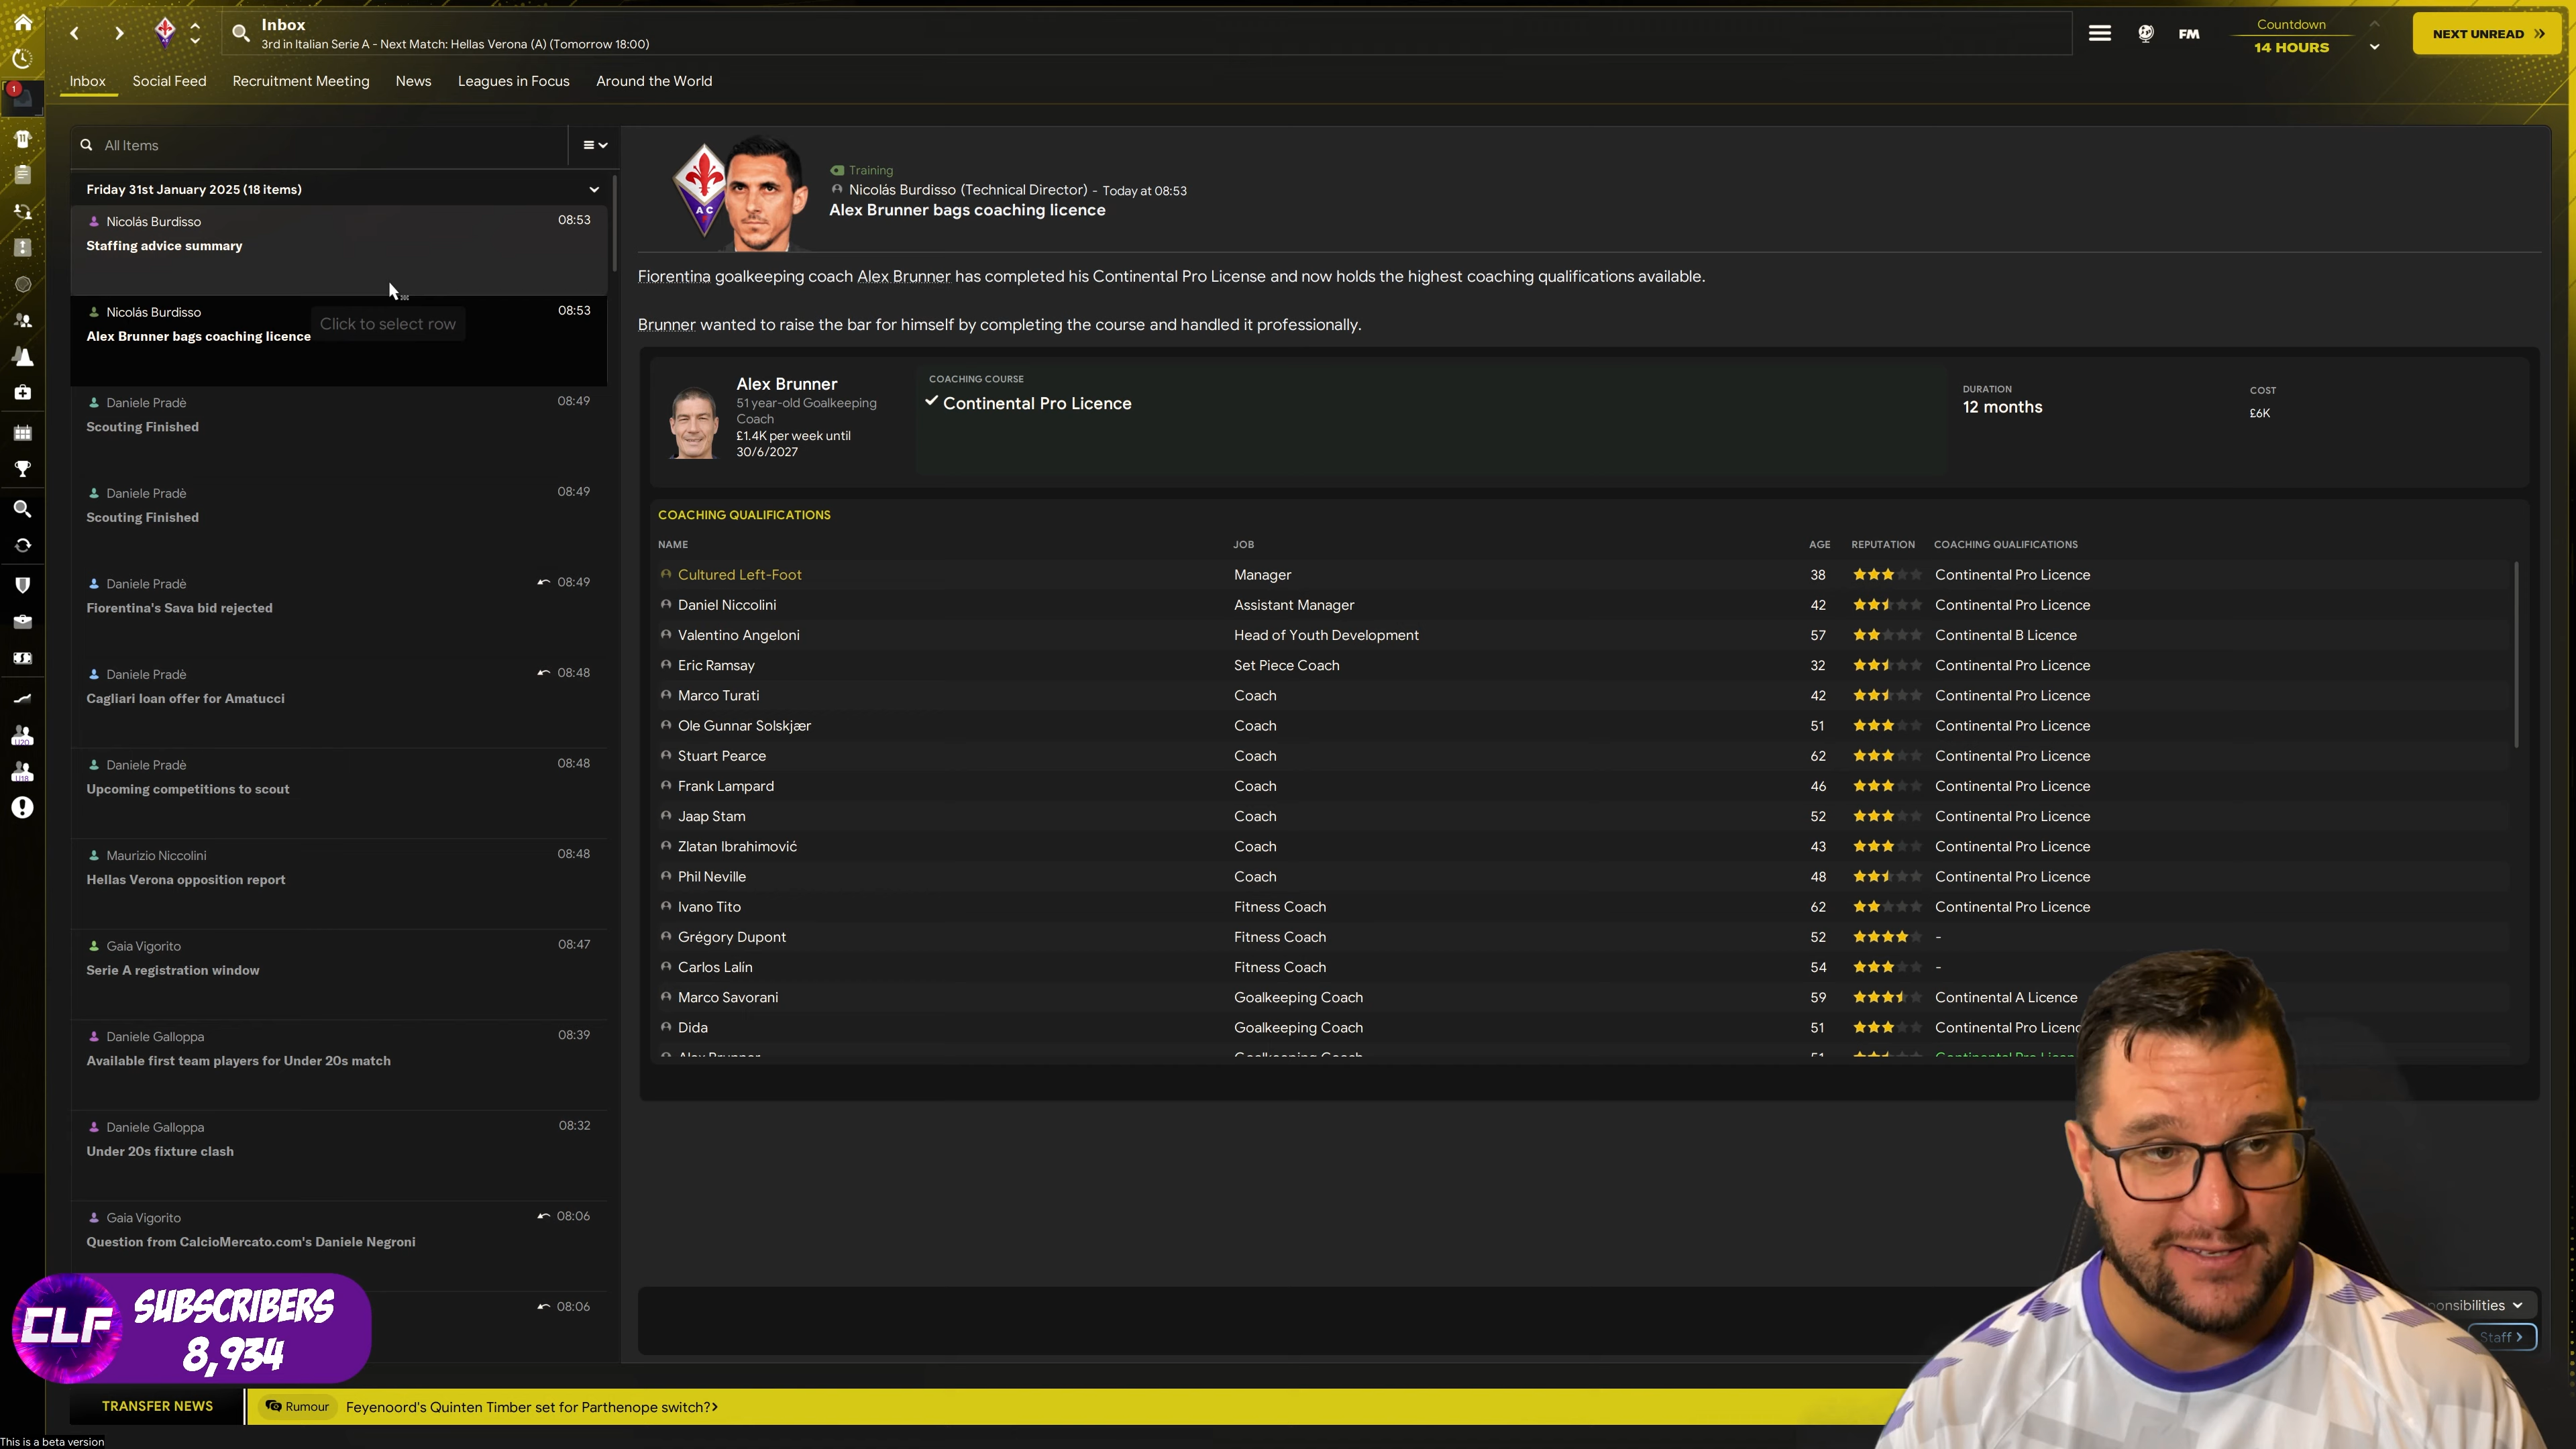 Inbox
3rd in Italian Serie A - Next Match: Hellas Verona (A) (Tomorrow 18:00)
FM
Countdown
14 HOURS
NEXT UNREAD
1
Inbox Social Feed Recruitment Meeting News Leagues in Focus Around the World
All Items
Friday 31st January 2025 (18 items)
Nicolás Burdisso 08:53
Staffing advice summary
Nicolás Burdisso 08:53
Click to select row
Alex Brunner bags coaching licence
Daniele Pradè 08:49
Scouting Finished
Daniele Pradè 08:49
Scouting Finished
Daniele Pradè 08:49
Fiorentina's Sava bid rejected
Daniele Pradè 08:48
Cagliari loan offer for Amatucci
Daniele Pradè 08:48
Upcoming competitions to scout
Maurizio Niccolini 08:48
Hellas Verona opposition report
Gaia Vigorito 08:47
Serie A registration window
Daniele Galloppa 08:39
Available first team players for Under 20s match
Daniele Galloppa 08:32
Under 20s fixture clash
Gaia Vigorito 08:06
Question from CalcioMercato.com's Daniele Negroni
08:06
11
U20
U18
AC
Training
Nicolás Burdisso (Technical Director) - Today at 08:53
Alex Brunner bags coaching licence
Fiorentina goalkeeping coach Alex Brunner has completed his Continental Pro License and now holds the highest coaching qualifications available.
Brunner wanted to raise the bar for himself by completing the course and handled it professionally.
Alex Brunner
51 year-old Goalkeeping
Coach
£1.4K per week until
30/6/2027
COACHING COURSE
Continental Pro Licence
DURATION
12 months
COST
£6K
COACHING QUALIFICATIONS
NAME JOB AGE REPUTATION COACHING QUALIFICATIONS
Cultured Left-Foot Manager 38 Continental Pro Licence
Daniel Niccolini Assistant Manager 42 Continental Pro Licence
Valentino Angeloni Head of Youth Development 57 Continental B Licence
Eric Ramsay Set Piece Coach 32 Continental Pro Licence
Marco Turati Coach 42 Continental Pro Licence
Ole Gunnar Solskjær Coach 51 Continental Pro Licence
Stuart Pearce Coach 62 Continental Pro Licence
Frank Lampard Coach 46 Continental Pro Licence
Jaap Stam Coach 52 Continental Pro Licence
Zlatan Ibrahimović Coach 43 Continental Pro Licence
Phil Neville Coach 48 Continental Pro Licence
Ivano Tito Fitness Coach 62 Continental Pro Licence
Grégory Dupont Fitness Coach 52 -
Carlos Lalín Fitness Coach 54 -
Marco Savorani Goalkeeping Coach 59 Continental A Licence
Dida Goalkeeping Coach 51 Continental Pro Licenc
Alex Brunner Goalkeeping Coach 51 Continental Pro Licen
onsibilities
Staff
CLF
SUBSCRIBERS
8,934
TRANSFER NEWS Rumour Feyenoord's Quinten Timber set for Parthenope switch?
This is a beta version